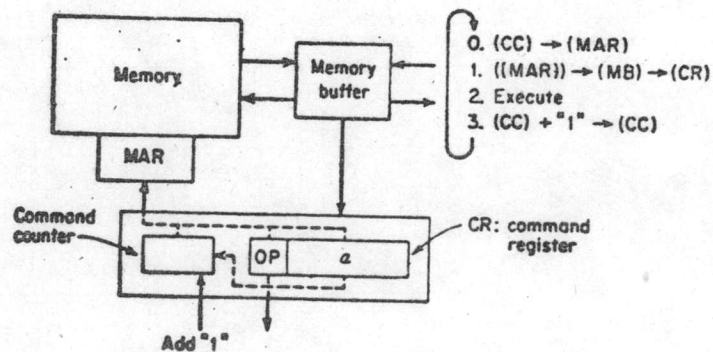 Memory
MAR
Memory
buffer
0. (CC) → (MAR)
1. ((MAR)) → (MB) → (CR)
2. Execute
3. (CC) + "1" → (CC)
Command
counter
OP
a
CR: command
register
Add "1"